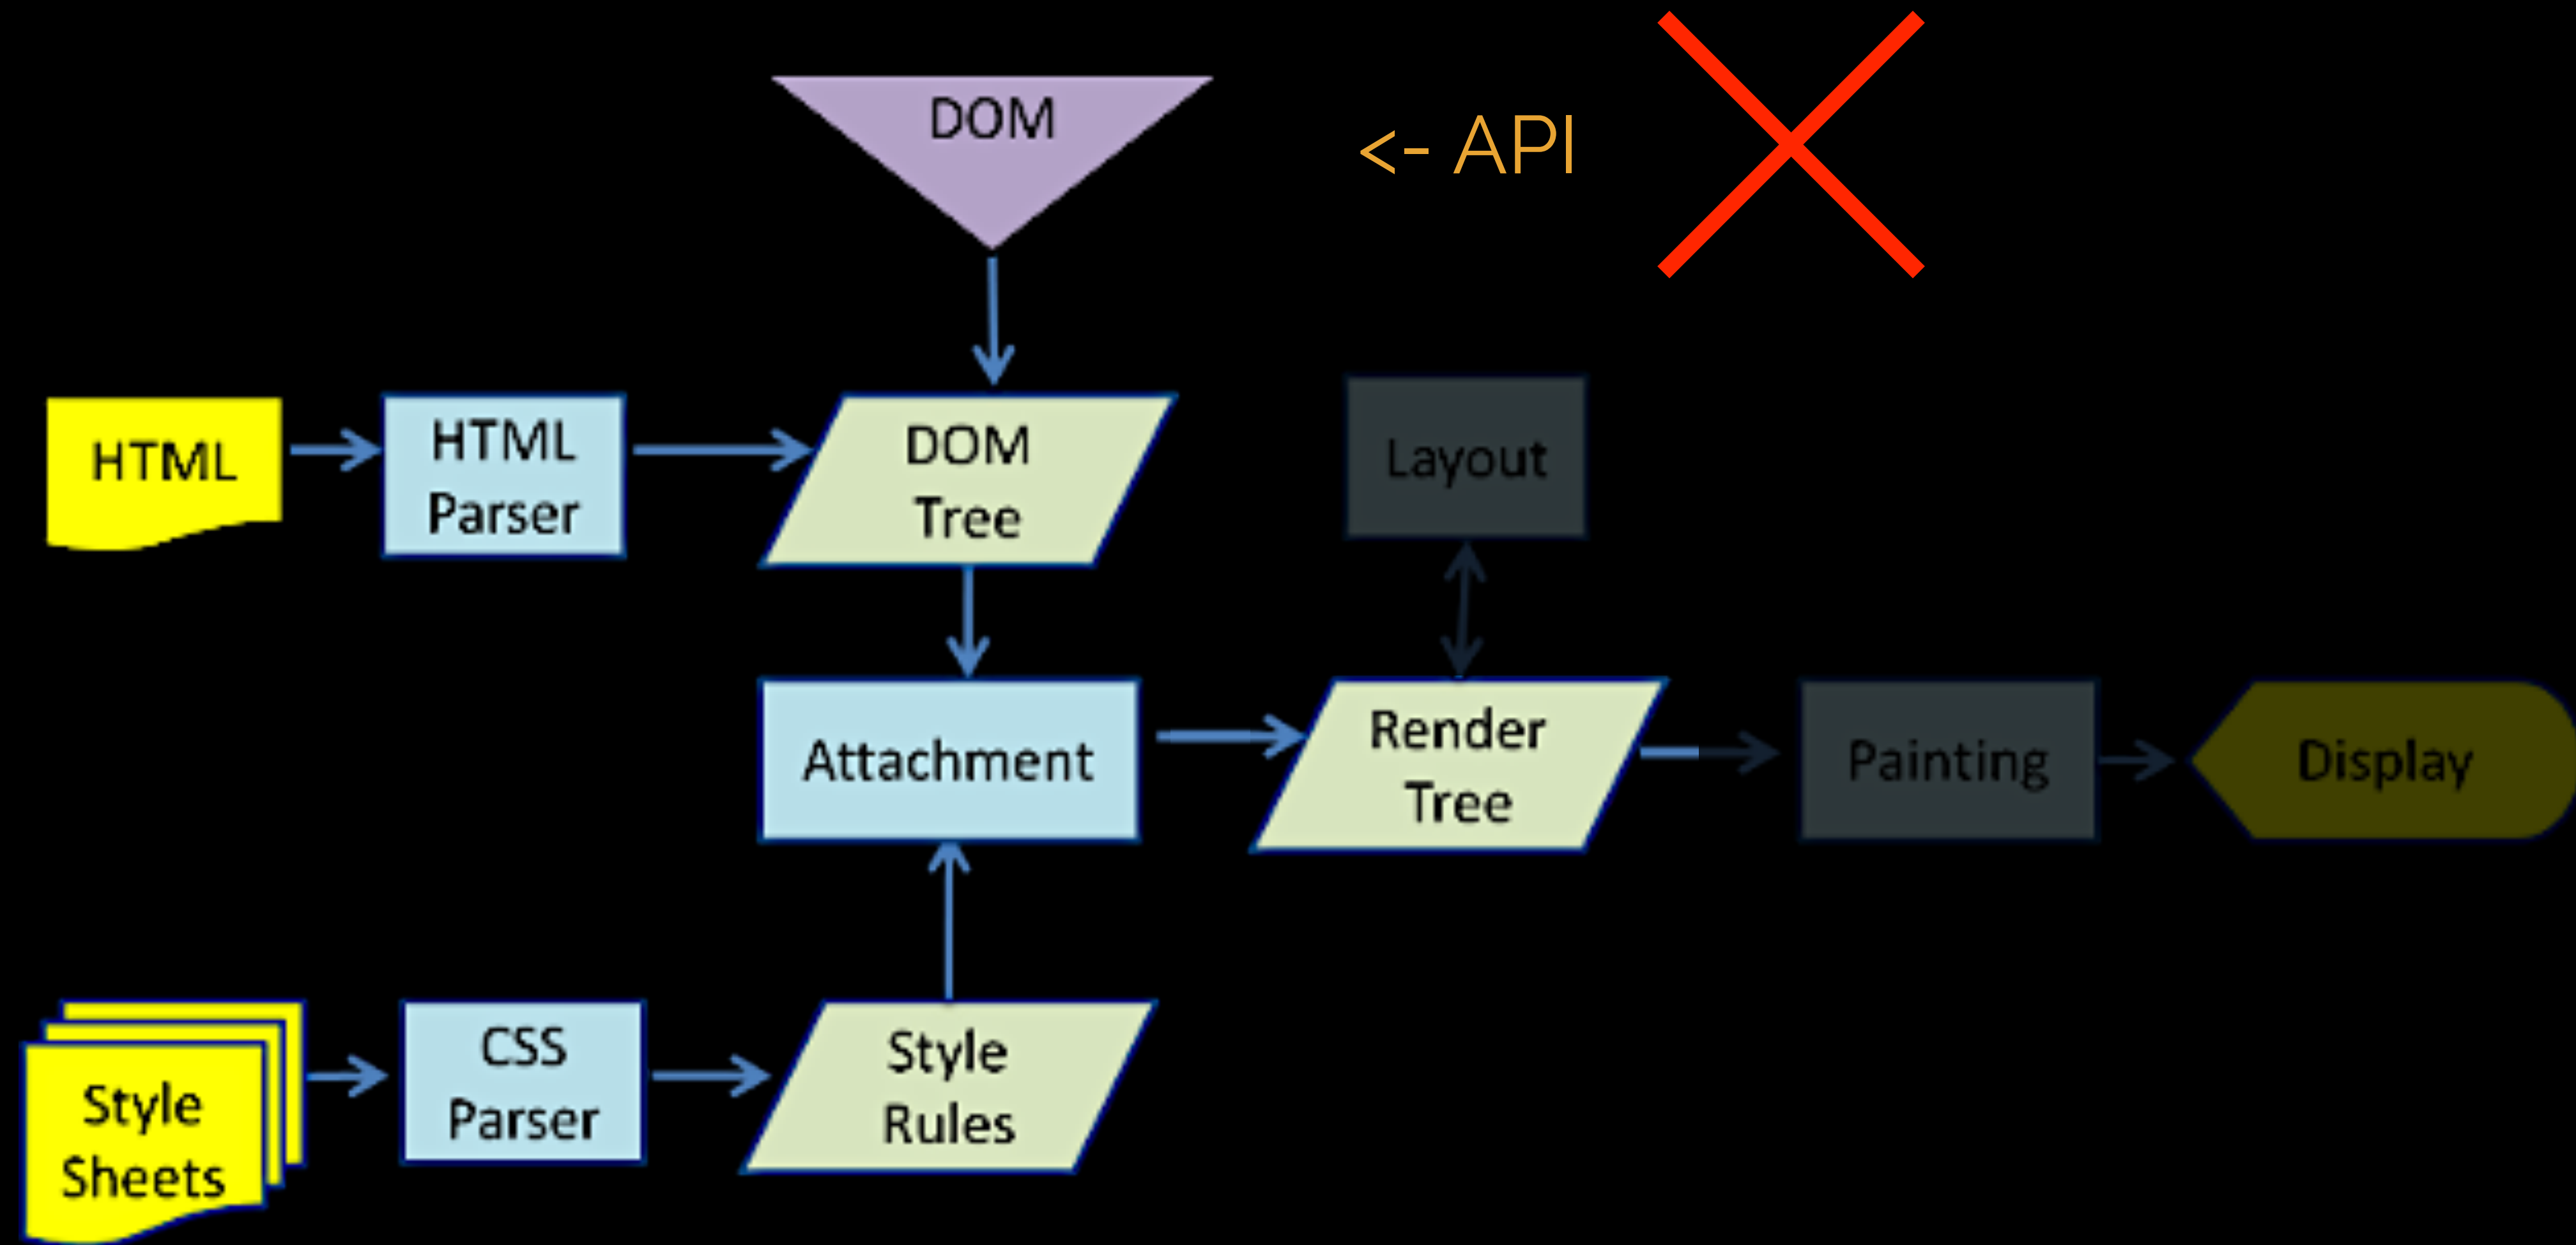 DOM
<- API
HTML
HTML
Parser
DOM
Tree
Layout
Attachment
Render
Tree
Painting
Display
Style
Sheets
CSS
Parser
Style
Rules